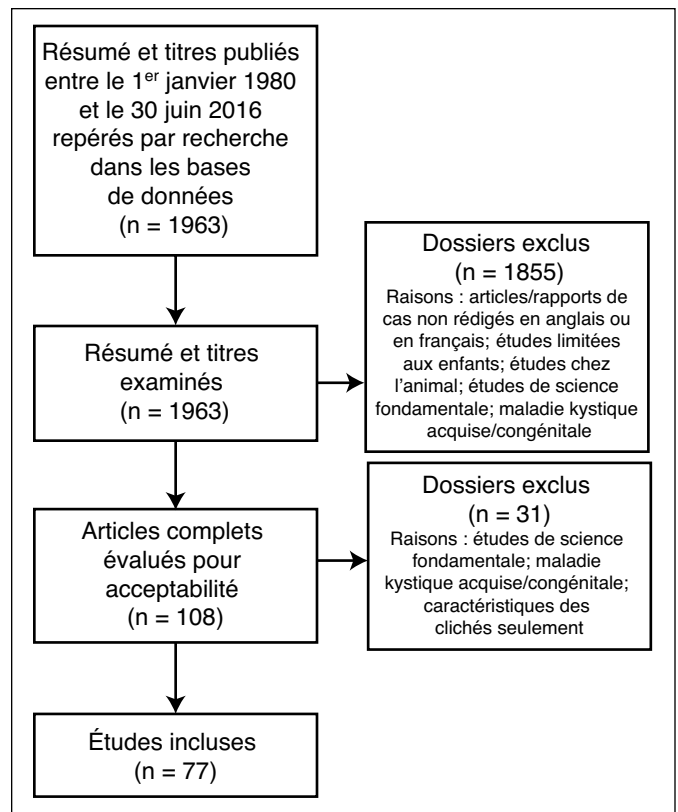 Résumé et titres publiés
entre le 1er janvier 1980
et le 30 juin 2016
repérés par recherche
dans les bases
de données
(n = 1963)
Résumé et titres
examinés
(n = 1963)
Dossiers exclus
(n = 1855)
Raisons : articles/rapports de
cas non rédigés en anglais ou
en français; études limitées
aux enfants; études chez
l'animal; études de science
fondamentale; maladie kystique
acquise/congénitale
Articles complets
évalués pour
acceptabilité
(n = 108)
Dossiers exclus
(n = 31)
Raisons : études de science
fondamentale; maladie
kystique acquise/congénitale;
caractéristiques des
clichés seulement
Études incluses
(n = 77)